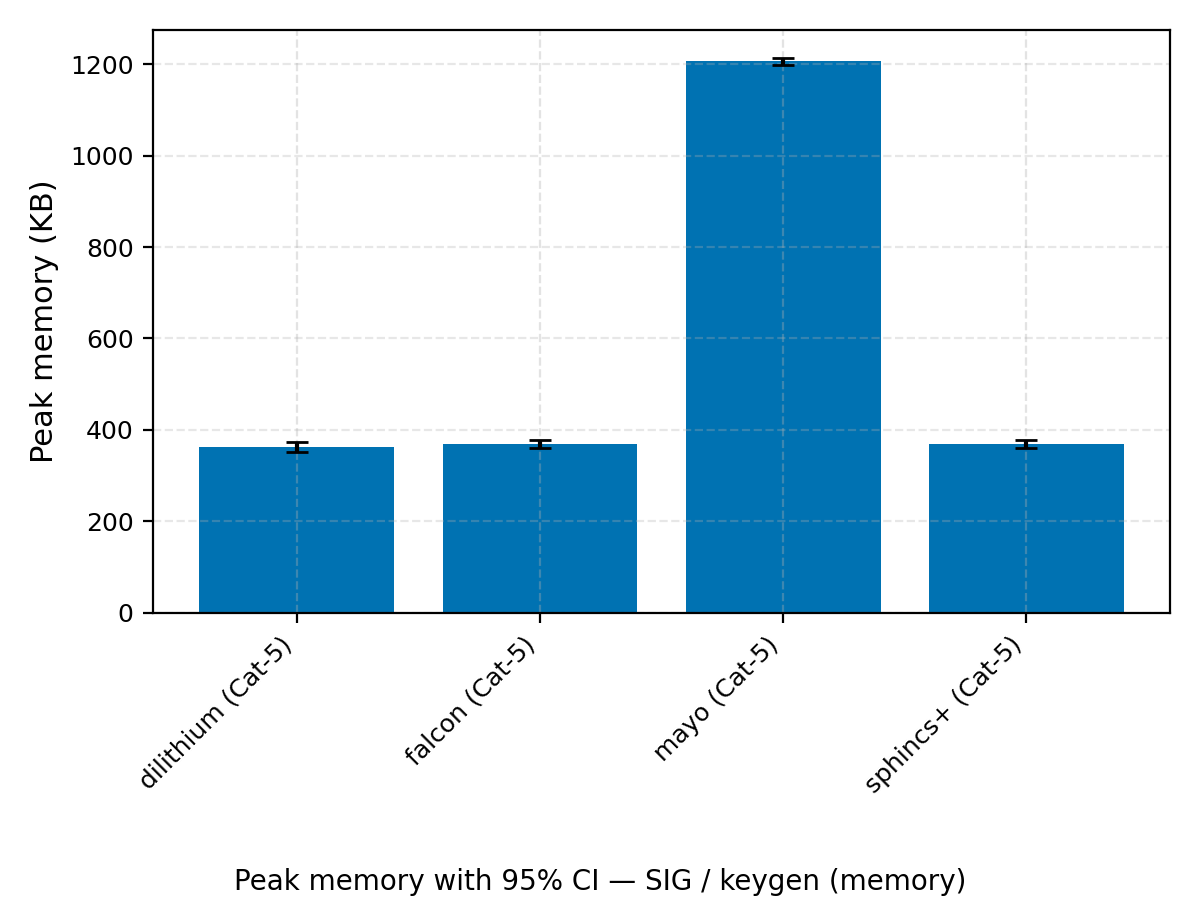 Peak memory (KB)
1200
1000
800
600
400
200
0
dilithium (Cat-5)
falcon (Cat-5)
mayo (Cat-5)
sphincs+ (Cat-5)
Peak memory with 95% CI — SIG / keygen (memory)